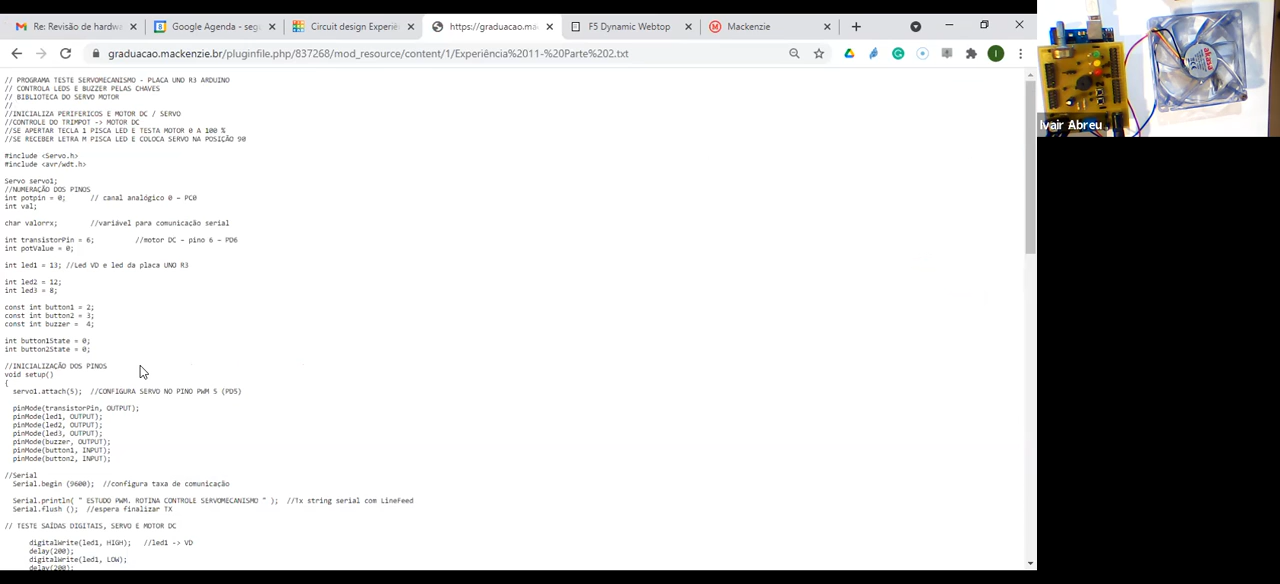 Re: Revisão de hardwa
Google Agenda - seg
Circuit design Experiê
https://graduacao.ma
F5 Dynamic Webtop
Mackenzie
graduacao.mackenzie.br/pluginfile.php/837268/mod_resource/content/1/Experiência%2011-%20Parte%202.txt
I
// PROGRAMA TESTE SERVOMECANISMO - PLACA UNO R3 ARDUINO
// CONTROLA LEDS E BUZZER PELAS CHAVES
// BIBLIOTECA DO SERVO MOTOR
//
//INICIALIZA PERIFERICOS E MOTOR DC / SERVO
//CONTROLE DO TRIMPOT -> MOTOR DC
//SE APERTAR TECLA 1 PISCA LED E TESTA MOTOR 0 A 100 %
//SE RECEBER LETRA M PISCA LED E COLOCA SERVO NA POSIÇÃO 90
#include <Servo.h>
#include <avr/wdt.h>
Servo servo1;
//NUMERAÇÃO DOS PINOS
int potpin = 0; // canal analógico 0 – PC0
int val;
char valorrx; //variável para comunicação serial
int transistorPin = 6; //motor DC – pino 6 – PD6
int potValue = 0;
int led1 = 13; //Led VD e led da placa UNO R3
int led2 = 12;
int led3 = 8;
const int button1 = 2;
const int button2 = 3;
const int buzzer = 4;
int button1State = 0;
int button2State = 0;
//INICIALIZAÇÃO DOS PINOS
void setup()
{
servo1.attach(5); //CONFIGURA SERVO NO PINO PWM 5 (PD5)
pinMode(transistorPin, OUTPUT);
pinMode(led1, OUTPUT);
pinMode(led2, OUTPUT);
pinMode(led3, OUTPUT);
pinMode(buzzer, OUTPUT);
pinMode(button1, INPUT);
pinMode(button2, INPUT);
//Serial
Serial.begin (9600); //configura taxa de comunicação
Serial.println( " ESTUDO PWM. ROTINA CONTROLE SERVOMECANISMO " ); //Tx string serial com LineFeed
Serial.flush (); //espera finalizar TX
// TESTE SAÍDAS DIGITAIS, SERVO E MOTOR DC
digitalWrite(led1, HIGH); //led1 -> VD
delay(200);
digitalWrite(led1, LOW);
delay(200);
akasa
Ivair Abreu